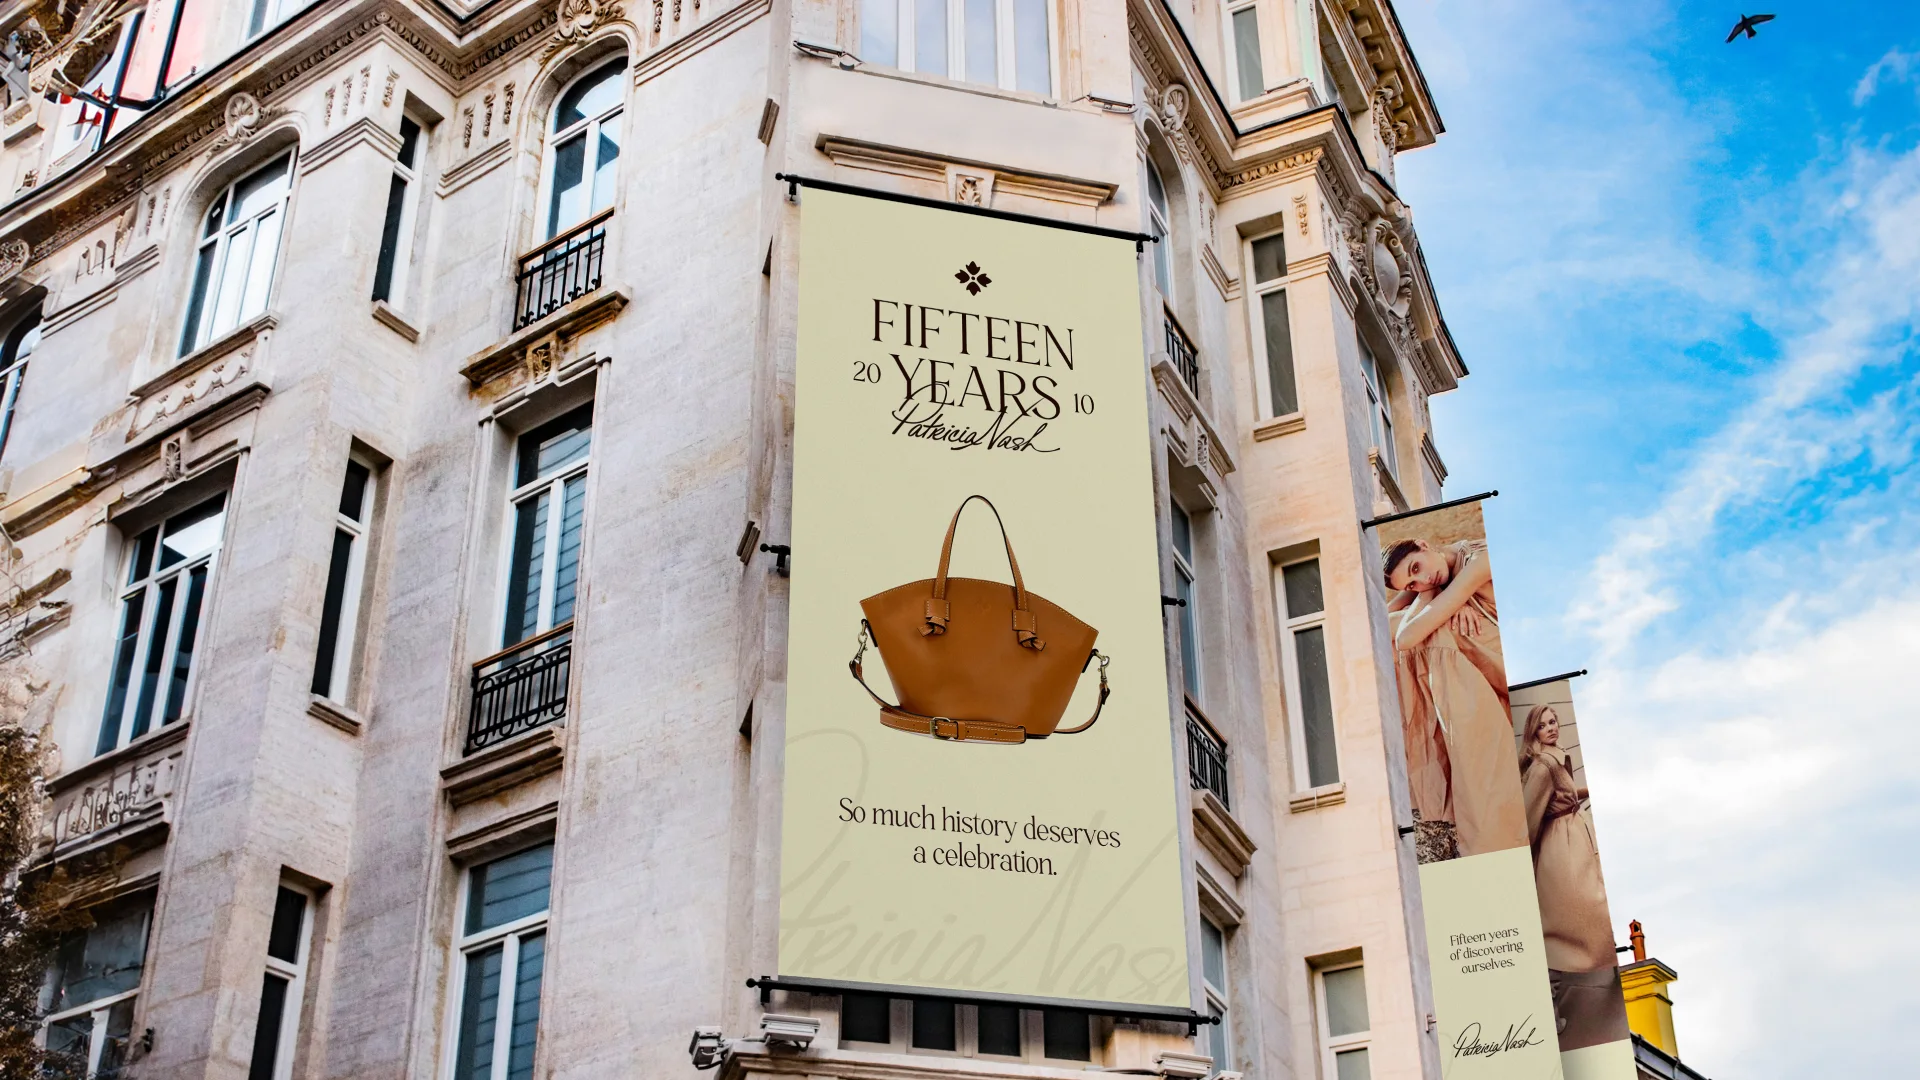 FIFTEEN
20 YEARS 10
Patricia Nash
So much history deserves
a celebration.
Patricia Nash
Fifteen years
of discovering
ourselves.
Patricia Nash